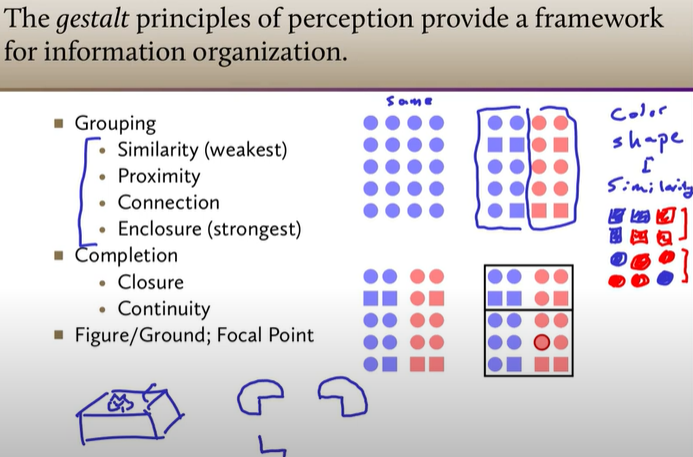 The gestalt principles of perception provide a framework
for information organization.
Grouping
Similarity (weakest)
Proximity
Connection
Enclosure (strongest)
Completion
Closure
Continuity
Figure/Ground; Focal Point
same
color
shape
Similarity